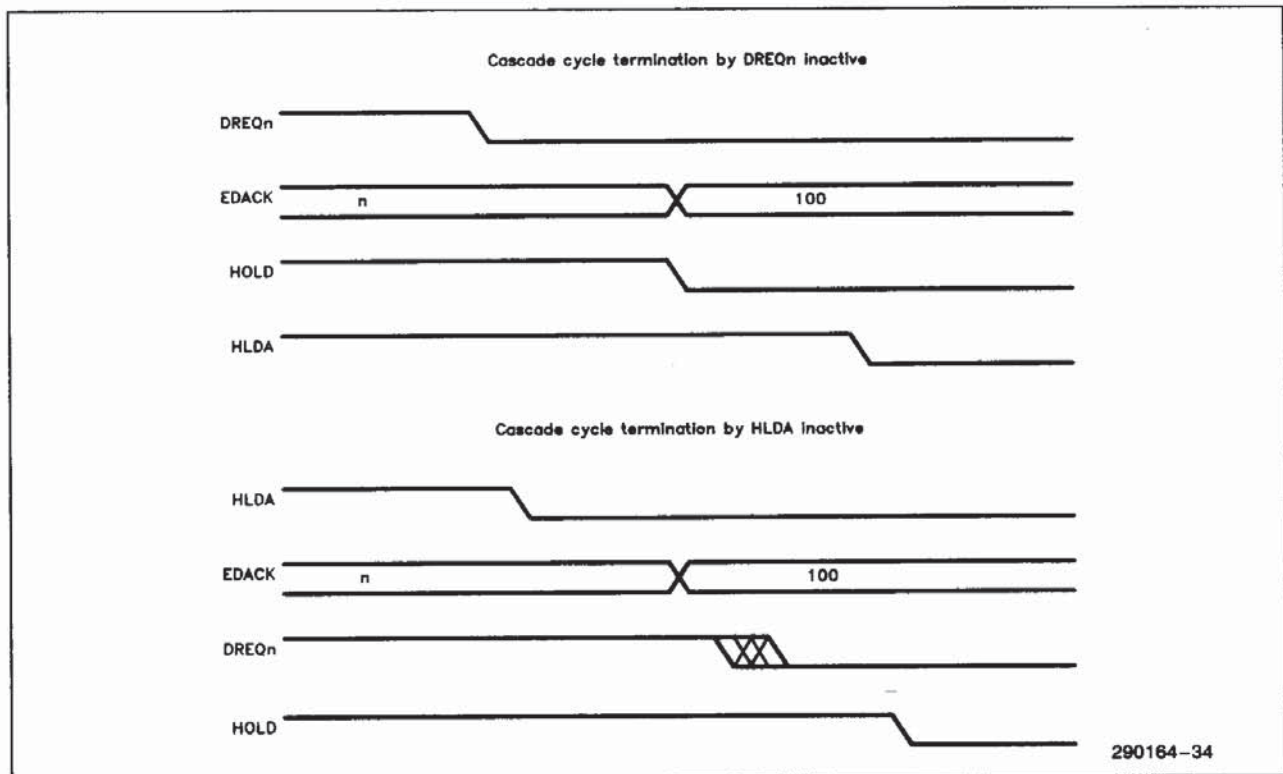 Cascade cycle termination by DREQn inactive
DREQn
EDACK
n
100
HOLD
HLDA
Cascade cycle termination by HLDA inactive
HLDA
EDACK
n
100
DREQn
HOLD
290164-34